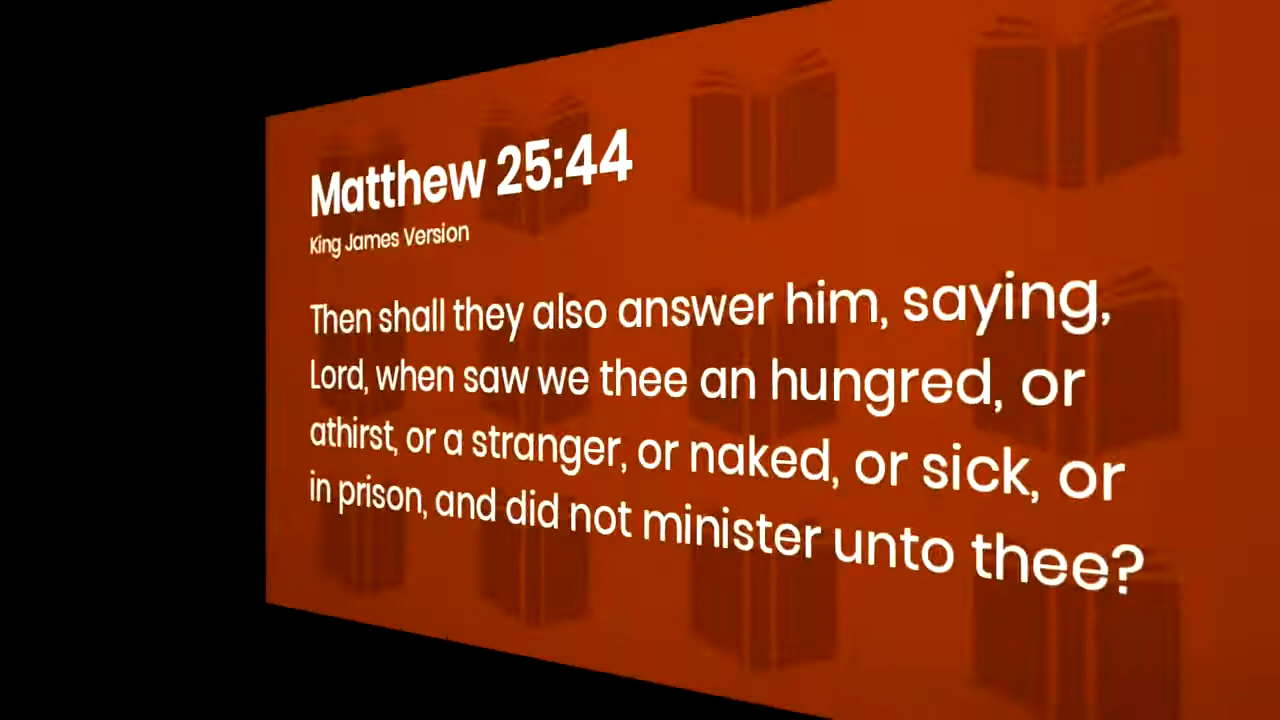 Matthew 25:44
King James Version
Then shall they also answer him, saying,
Lord, when saw we thee an hungred, or
athirst, or a stranger, or naked, or sick, or
in prison, and did not minister unto thee?